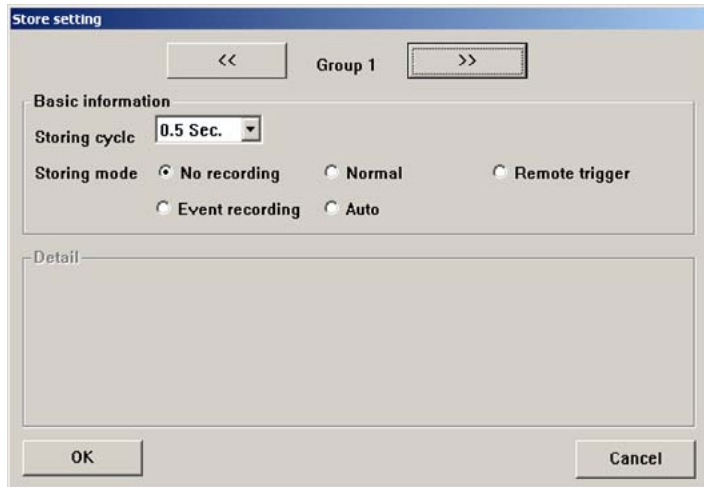 Store setting
<< Group 1 >>
Basic information
Storing cycle 0.5 Sec.
Storing mode No recording Normal Remote trigger
Event recording Auto
Detail
OK Cancel